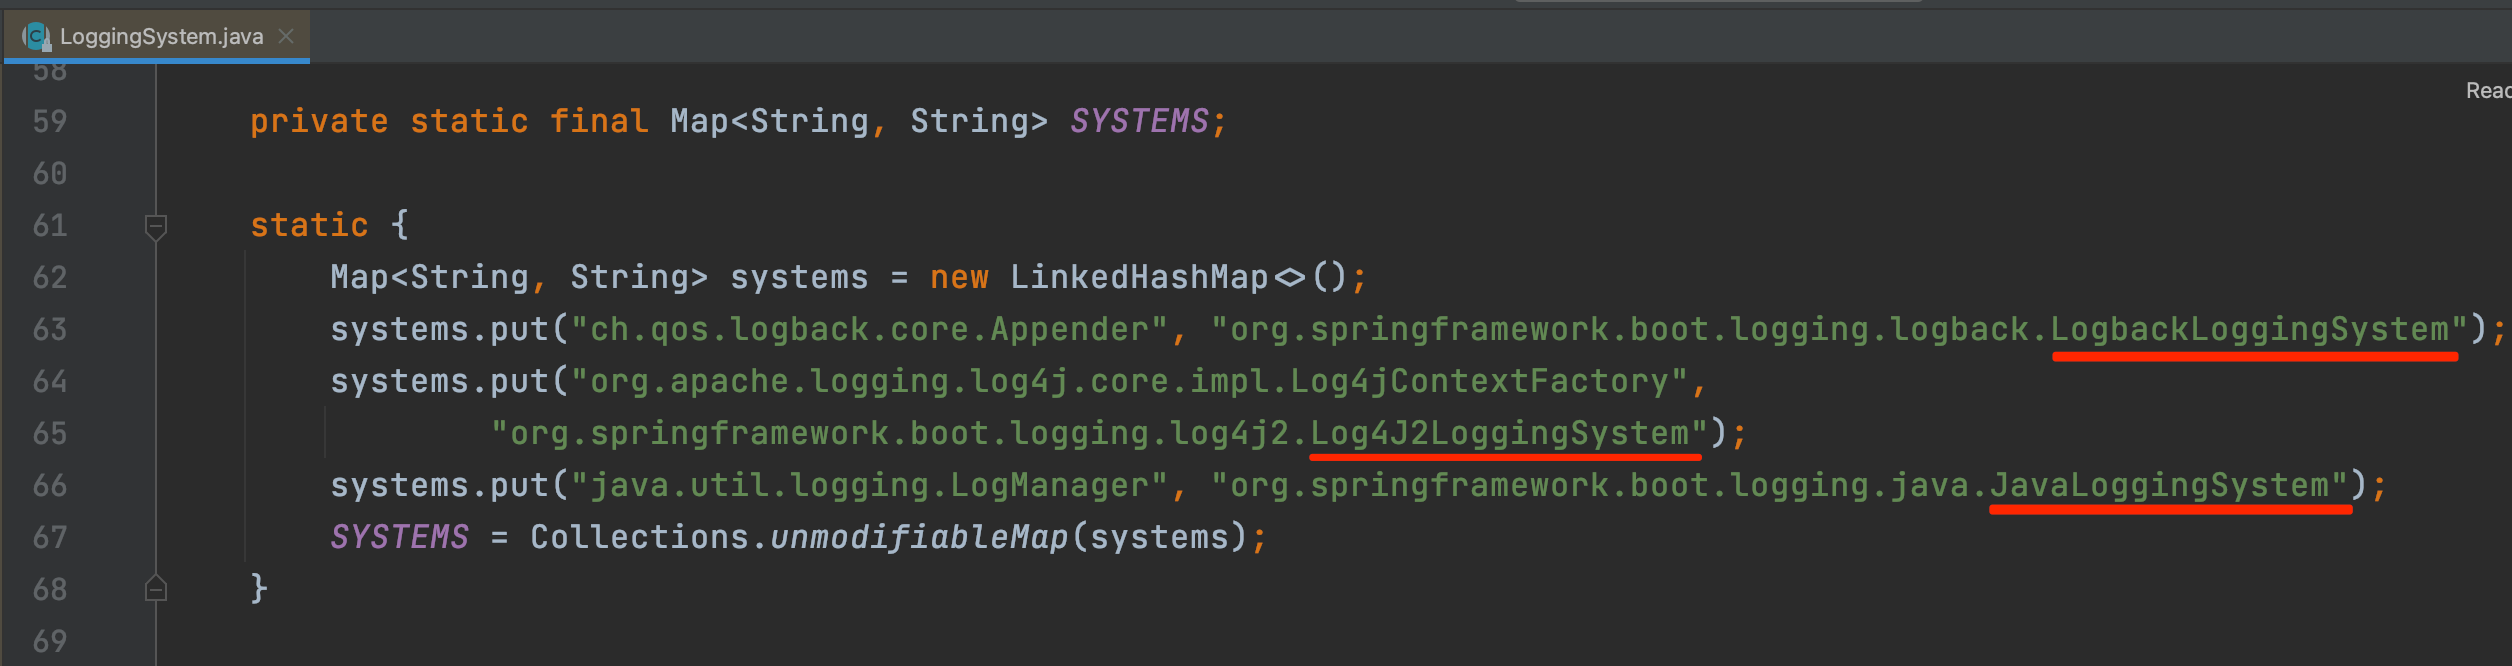 LoggingSystem.java
58
Read
59 private static final Map<String, String> SYSTEMS;
60
61 static {
62 Map<String, String> systems = new LinkedHashMap<>();
63 systems.put("ch.qos.logback.core.Appender", "org.springframework.boot.logging.logback.LogbackLoggingSystem");
64 systems.put("org.apache.logging.log4j.core.impl.Log4jContextFactory",
65 "org.springframework.boot.logging.log4j2.Log4J2LoggingSystem");
66 systems.put("java.util.logging.LogManager", "org.springframework.boot.logging.java.JavaLoggingSystem");
67 SYSTEMS = Collections.unmodifiableMap(systems);
68 }
69